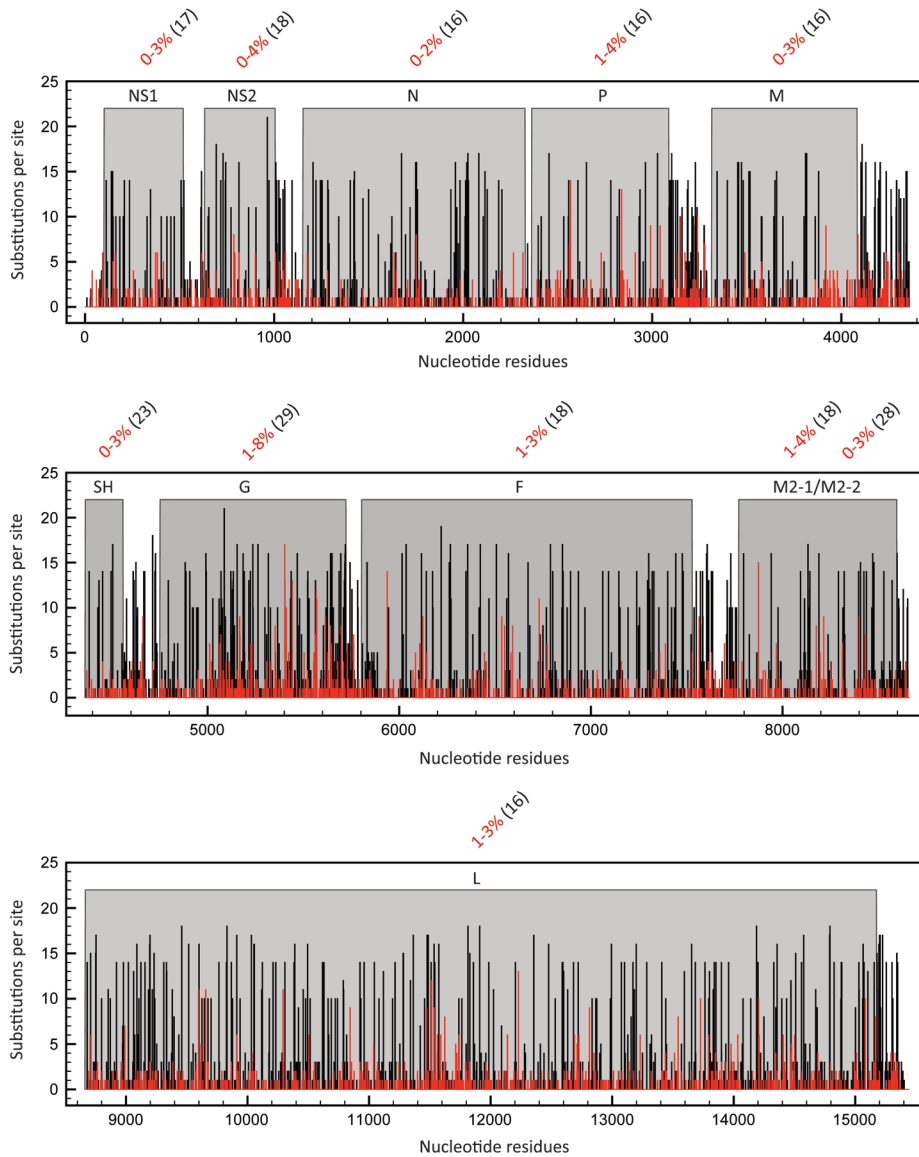 0-3% (17) 0-4% (18) 0-2% (16) 1-4% (16) 0-3% (16)
25
NS1 NS2 N P M
20
15
10
5
0
Substitutions per site
0 1000 2000 3000 4000
Nucleotide residues
0-3% (23) 1-8% (29) 1-3% (18) 1-4% (18) 0-3% (28)
25
SH G F M2-1/M2-2
20
15
10
5
0
Substitutions per site
5000 6000 7000 8000
Nucleotide residues
1-3% (16)
25
L
20
15
10
5
0
Substitutions per site
9000 10000 11000 12000 13000 14000 15000
Nucleotide residues